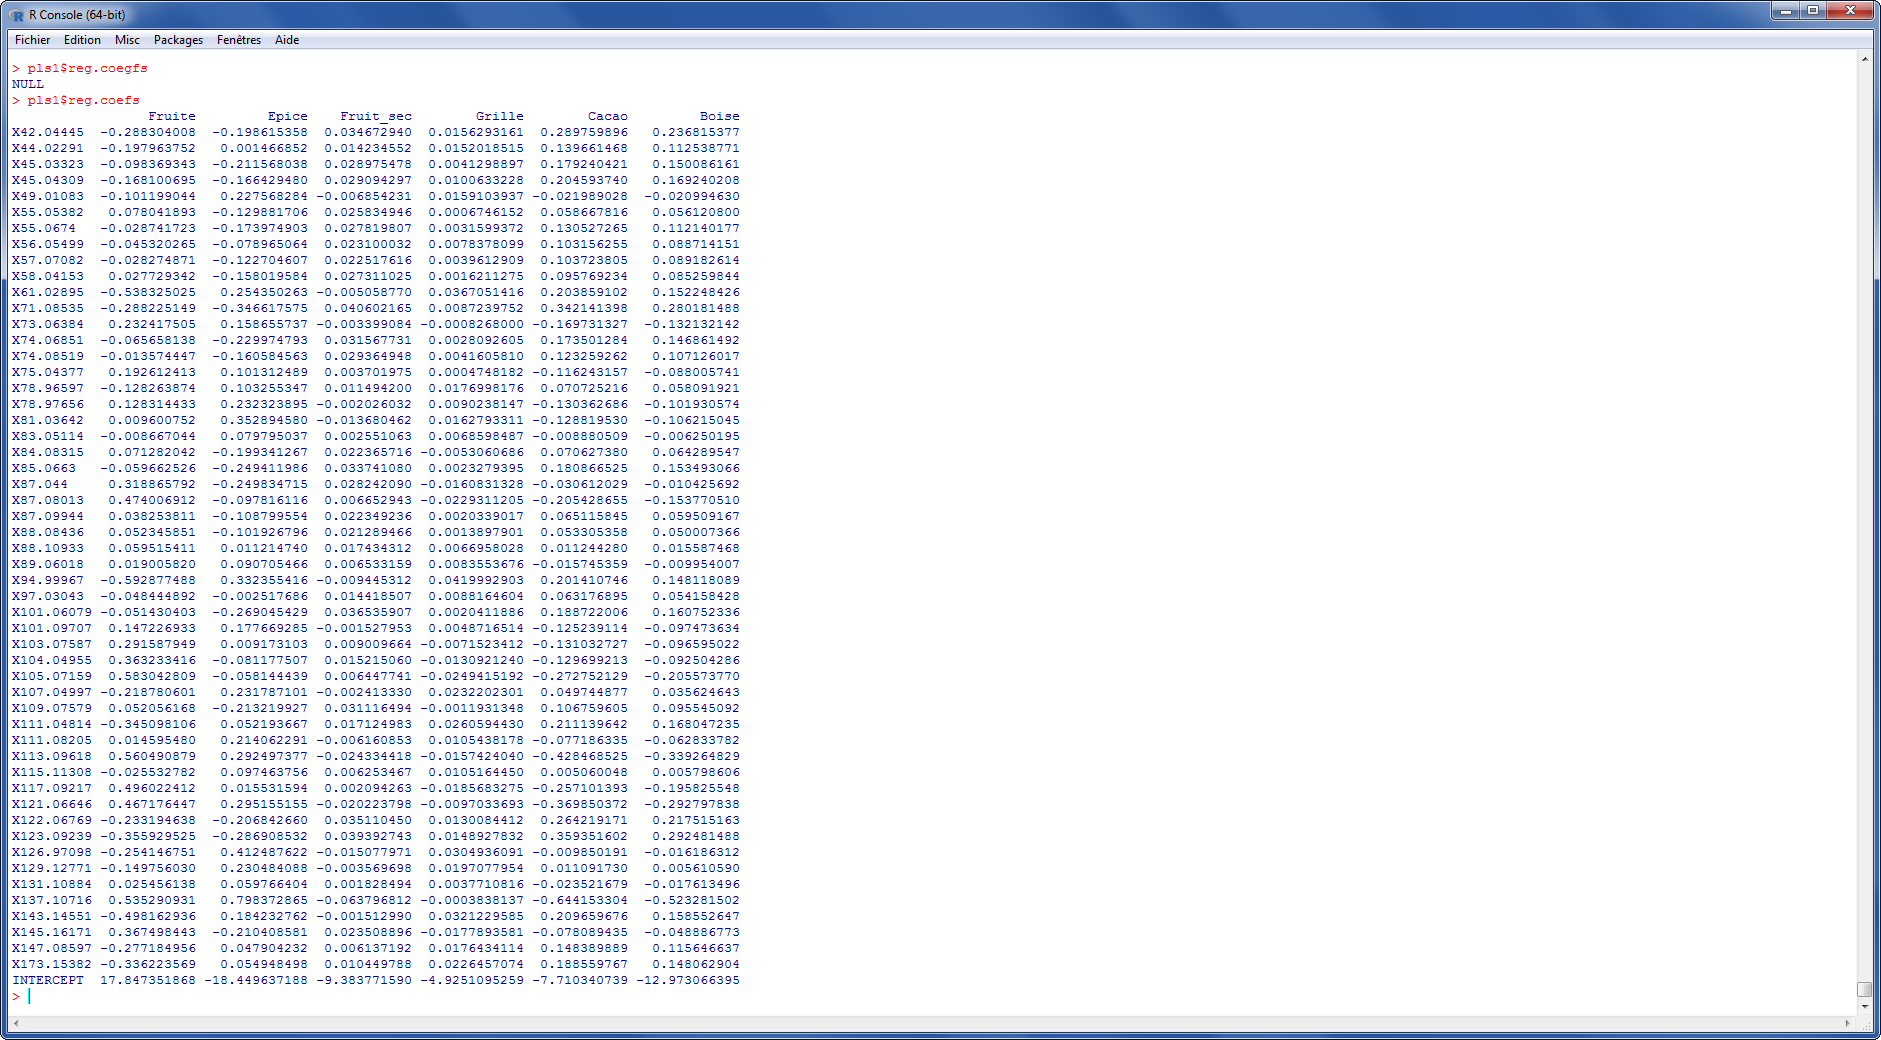 R Console (64-bit)
Fichier Edition Misc Packages Fenêtres Aide
> pls1$reg.coegfs
NULL
> pls1$reg.coefs
Fruite Epice Fruit_sec Grille Cacao Boise
X42.04445 -0.288304008 -0.198615358 0.034672940 0.0156293161 0.289759896 0.236815377
X44.02291 -0.197963752 0.001466852 0.014234552 0.0152018515 0.139661468 0.112538771
X45.03323 -0.098369343 -0.211568038 0.028975478 0.0041298897 0.179240421 0.150086161
X45.04309 -0.168100695 -0.166429480 0.029094297 0.0100633228 0.204593740 0.169240208
X49.01083 -0.101199044 0.227568284 -0.006854231 0.0159103937 -0.021989028 -0.020994630
X55.05382 0.078041893 -0.129881706 0.025834946 0.0006746152 0.058667816 0.056120800
X55.0674 -0.028741723 -0.173974903 0.027819807 0.0031599372 0.130527265 0.112140177
X56.05499 -0.045320265 -0.078965064 0.023100032 0.0078378099 0.103156255 0.088714151
X57.07082 -0.028274871 -0.122704607 0.022517616 0.0039612909 0.103723805 0.089182614
X58.04153 0.027729342 -0.158019584 0.027311025 0.0016211275 0.095769234 0.085259844
X61.02895 -0.538325025 0.254350263 -0.005058770 0.0367051416 0.203859102 0.152248426
X71.08535 -0.288225149 -0.346617575 0.040602165 0.0087239752 0.342141398 0.280181488
X73.06384 0.232417505 0.158655737 -0.003399084 -0.0008268000 -0.169731327 -0.132132142
X74.06851 -0.065658138 -0.229974793 0.031567731 0.0028092605 0.173501284 0.146861492
X74.08519 -0.013574447 -0.160584563 0.029364948 0.0041605810 0.123259262 0.107126017
X75.04377 0.192612413 0.101312489 0.003701975 0.0004748182 -0.116243157 -0.088005741
X78.96597 -0.128263874 0.103255347 0.011494200 0.0176998176 0.070725216 0.058091921
X78.97656 0.128314433 0.232323895 -0.002026032 0.0090238147 -0.130362686 -0.101930574
X81.03642 0.009600752 0.352894580 -0.013680462 0.0162793311 -0.128819530 -0.106215045
X83.05114 -0.008667044 0.079795037 0.002551063 0.0068598487 -0.008880509 -0.006250195
X84.08315 0.071282042 -0.199341267 0.022365716 -0.0053060686 0.070627380 0.064289547
X85.0663 -0.059662526 -0.249411986 0.033741080 0.0023279395 0.180866525 0.153493066
X87.044 0.318865792 -0.249834715 0.028242090 -0.0160831328 -0.030612029 -0.010425692
X87.08013 0.474006912 -0.097816116 0.006652943 -0.0229311205 -0.205428655 -0.153770510
X87.09944 0.038253811 -0.108799554 0.022349236 0.0020339017 0.065115845 0.059509167
X88.08436 0.052345851 -0.101926796 0.021289466 0.0013897901 0.053305358 0.050007366
X88.10933 0.059515411 0.011214740 0.017434312 0.0066958028 0.011244280 0.015587468
X89.06018 0.019005820 0.090705466 0.006533159 0.0083553676 -0.015745359 -0.009954007
X94.99967 -0.592877488 0.332355416 -0.009445312 0.0419992903 0.201410746 0.148118089
X97.03043 -0.048444892 -0.002517686 0.014418507 0.0088164604 0.063176895 0.054158428
X101.06079 -0.051430403 -0.269045429 0.036535907 0.0020411886 0.188722006 0.160752336
X101.09707 0.147226933 0.177669285 -0.001527953 0.0048716514 -0.125239114 -0.097473634
X103.07587 0.291587949 0.009173103 0.009009664 -0.0071523412 -0.131032727 -0.096595022
X104.04955 0.363233416 -0.081177507 0.015215060 -0.0130921240 -0.129699213 -0.092504286
X105.07159 0.583042809 -0.058144439 0.006447741 -0.0249415192 -0.272752129 -0.205573770
X107.04997 -0.218780601 0.231787101 -0.002413330 0.0232202301 0.049744877 0.035624643
X109.07579 0.052056168 -0.213219927 0.031116494 -0.0011931348 0.106759605 0.095545092
X111.04814 -0.345098106 0.052193667 0.017124983 0.0260594430 0.211139642 0.168047235
X111.08205 0.014595480 0.214062291 -0.006160853 0.0105438178 -0.077186335 -0.062833782
X113.09618 0.560490879 0.292497377 -0.024334418 -0.0157424040 -0.428468525 -0.339264829
X115.11308 -0.025532782 0.097463756 0.006253467 0.0105164450 0.005060048 0.005798606
X117.09217 0.496022412 0.015531594 0.002094263 -0.0185683275 -0.257101393 -0.195825548
X121.06646 0.467176447 0.295155155 -0.020223798 -0.0097033693 -0.369850372 -0.292797838
X122.06769 -0.233194638 -0.206842660 0.035110450 0.0130084412 0.264219171 0.217515163
X123.09239 -0.355929525 -0.286908532 0.039392743 0.0148927832 0.359351602 0.292481488
X126.97098 -0.254146751 0.412487622 -0.015077971 0.0304936091 -0.009850191 -0.016186312
X129.12771 -0.149756030 0.230484088 -0.003569698 0.0197077954 0.011091730 0.005610590
X131.10884 0.025456138 0.059766404 0.001828494 0.0037710816 -0.023521679 -0.017613496
X137.10716 0.535290931 0.798372865 -0.063796812 -0.0003838137 -0.644153304 -0.523281502
X143.14551 -0.498162936 0.184232762 -0.001512990 0.0321229585 0.209659676 0.158552647
X145.16171 0.367498443 -0.210408581 0.023508896 -0.0177893581 -0.078089435 -0.048886773
X147.08597 -0.277184956 0.047904232 0.006137192 0.0176434114 0.148389889 0.115646637
X173.15382 -0.336223569 0.054948498 0.010449788 0.0226457074 0.188559767 0.148062904
INTERCEPT 17.847351868 -18.449637188 -9.383771590 -4.9251095259 -7.710340739 -12.973066395
>